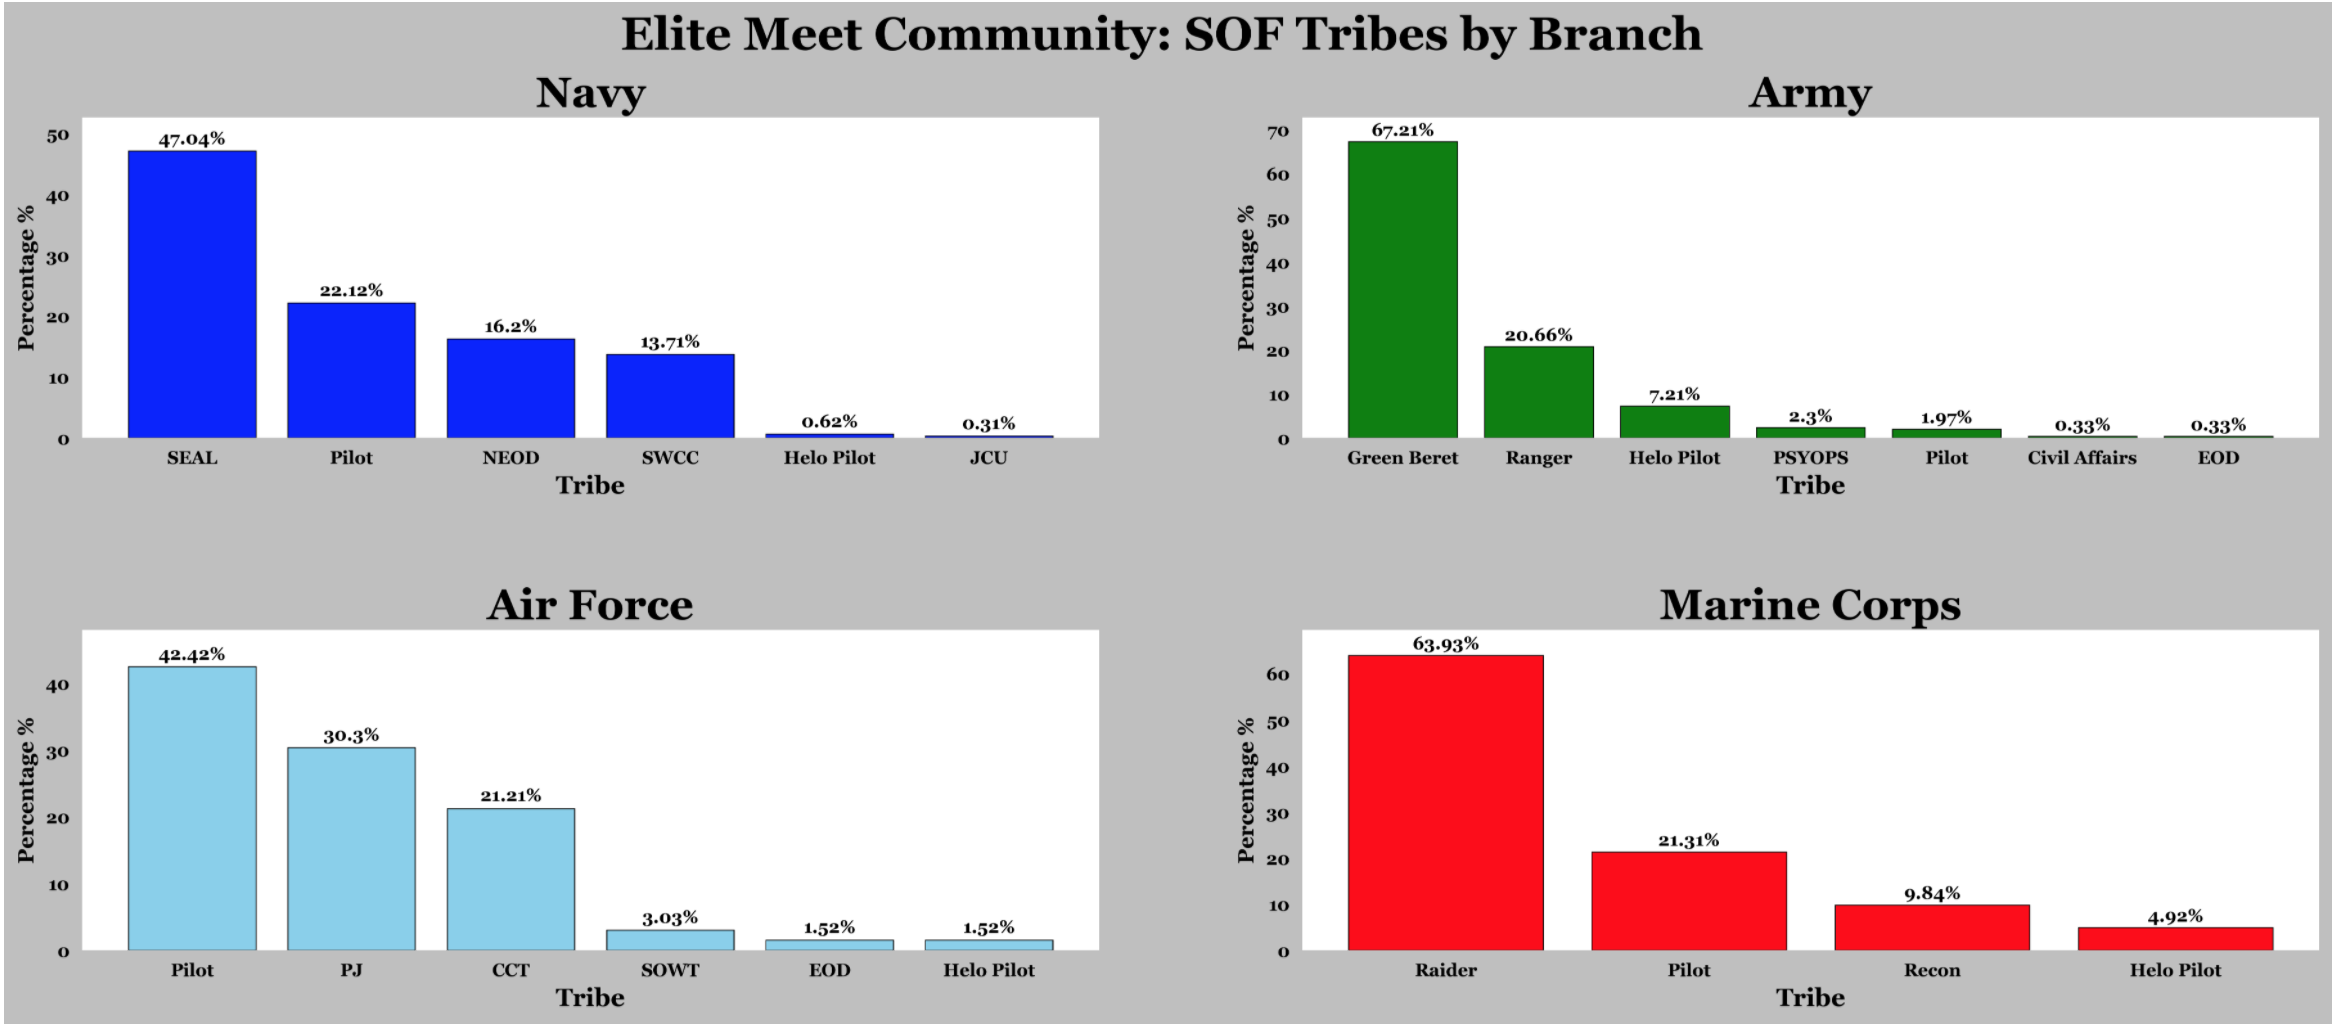 Elite Meet Community: SOF Tribes by Branch
Navy
Percentage %
50
40
30
20
10
0
47.04%
22.12%
16.2%
13.71%
0.62%
0.31%
SEAL Pilot NEOD SWCC Helo Pilot JCU
Tribe
Army
Percentage %
70
60
50
40
30
20
10
0
67.21%
20.66%
7.21%
2.3%
1.97%
0.33%
0.33%
Green Beret Ranger Helo Pilot PSYOPS Pilot Civil Affairs EOD
Tribe
Air Force
Percentage %
40
30
20
10
0
42.42%
30.3%
21.21%
3.03%
1.52%
1.52%
Pilot PJ CCT SOWT EOD Helo Pilot
Tribe
Marine Corps
Percentage %
60
50
40
30
20
10
0
63.93%
21.31%
9.84%
4.92%
Raider Pilot Recon Helo Pilot
Tribe